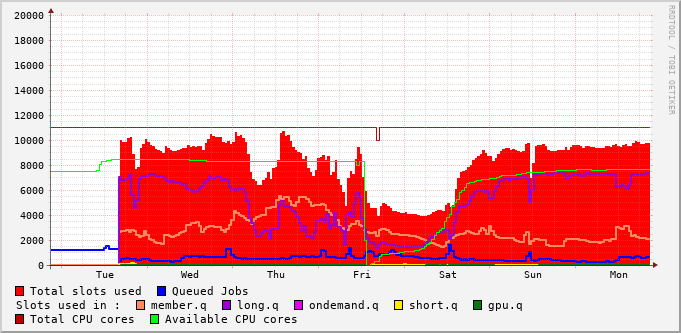 20000
18000
16000
14000
12000
10000
8000
6000
4000
2000
0
Tue Wed Thu Fri Sat Sun Mon
RRDTOOL / TOBI OETIKER
Total slots used Queued Jobs
Slots used in : member.q long.q ondemand.q short.q gpu.q
Total CPU cores Available CPU cores